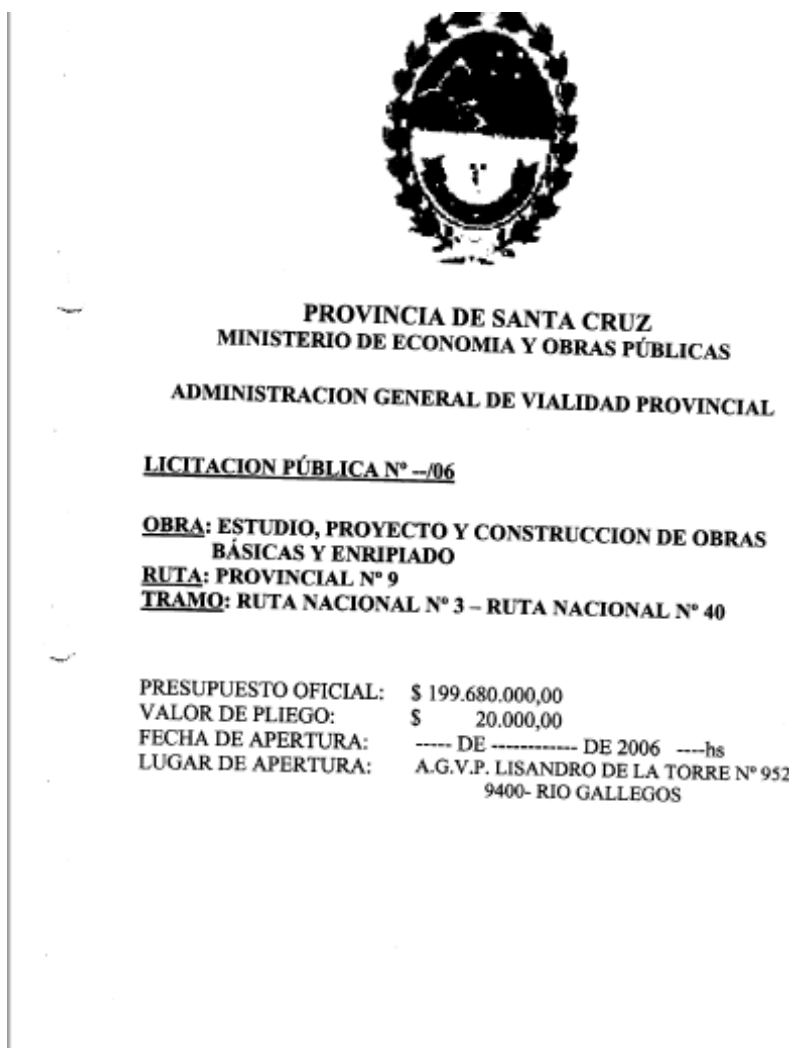 PROVINCIA DE SANTA CRUZ
MINISTERIO DE ECONOMIA Y OBRAS PÚBLICAS
ADMINISTRACION GENERAL DE VIALIDAD PROVINCIAL
LICITACION PÚBLICA Nº --/06
OBRA: ESTUDIO, PROYECTO Y CONSTRUCCION DE OBRAS
BÁSICAS Y ENRIPIADO
RUTA: PROVINCIAL Nº 9
TRAMO: RUTA NACIONAL Nº 3 – RUTA NACIONAL Nº 40
PRESUPUESTO OFICIAL: $ 199.680.000,00
VALOR DE PLIEGO: $ 20.000,00
FECHA DE APERTURA: ----- DE ------------ DE 2006 ----hs
LUGAR DE APERTURA: A.G.V.P. LISANDRO DE LA TORRE Nº 952
9400- RIO GALLEGOS